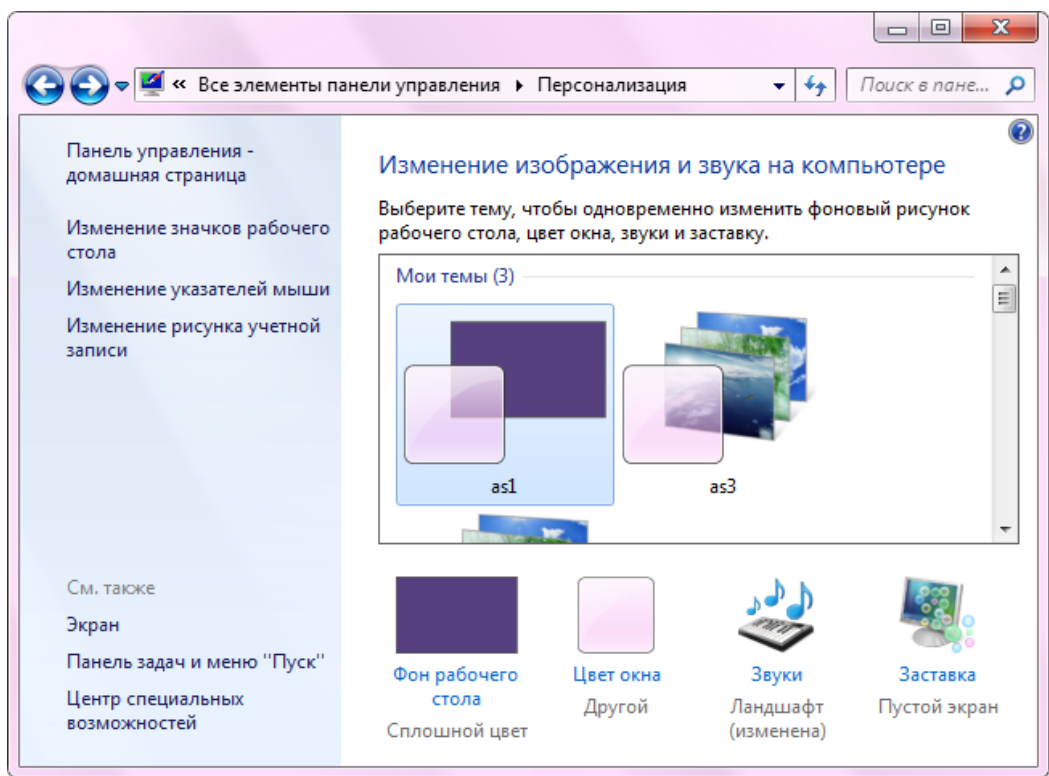 « Все элементы панели управления ▸ Персонализация
Поиск в пане...
Панель управления -
домашняя страница
Изменение значков рабочего
стола
Изменение указателей мыши
Изменение рисунка учетной
записи
Изменение изображения и звука на компьютере
Выберите тему, чтобы одновременно изменить фоновый рисунок
рабочего стола, цвет окна, звуки и заставку.
Мои темы (3)
as1
as3
См. также
Экран
Панель задач и меню "Пуск"
Центр специальных
возможностей
Фон рабочего
стола
Сплошной цвет
Цвет окна
Другой
Звуки
Ландшафт
(изменена)
Заставка
Пустой экран